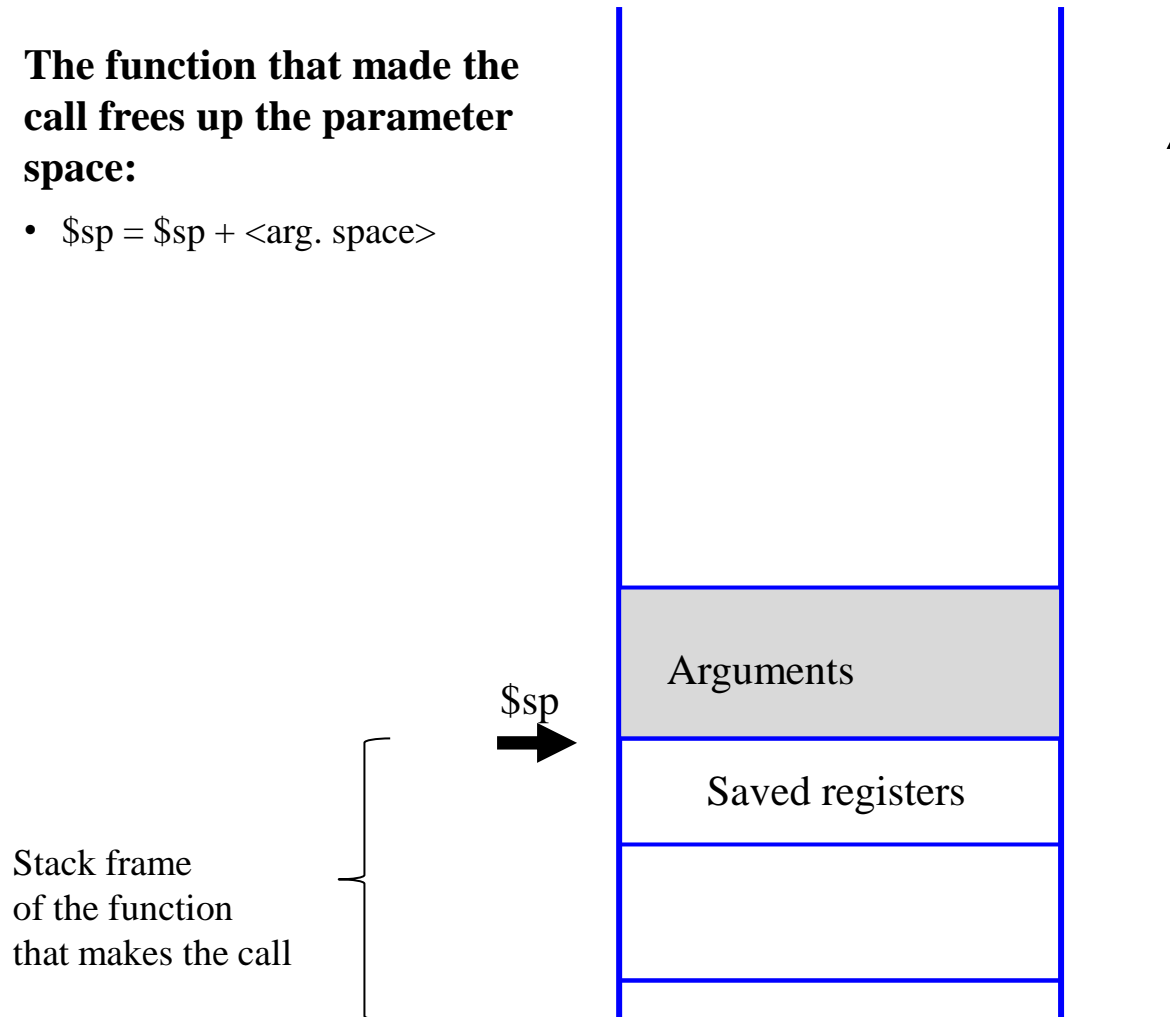 The function that made the
call frees up the parameter
space:
• $sp = $sp + <arg. space>
Arguments
$sp
Saved registers
Stack frame
of the function
that makes the call